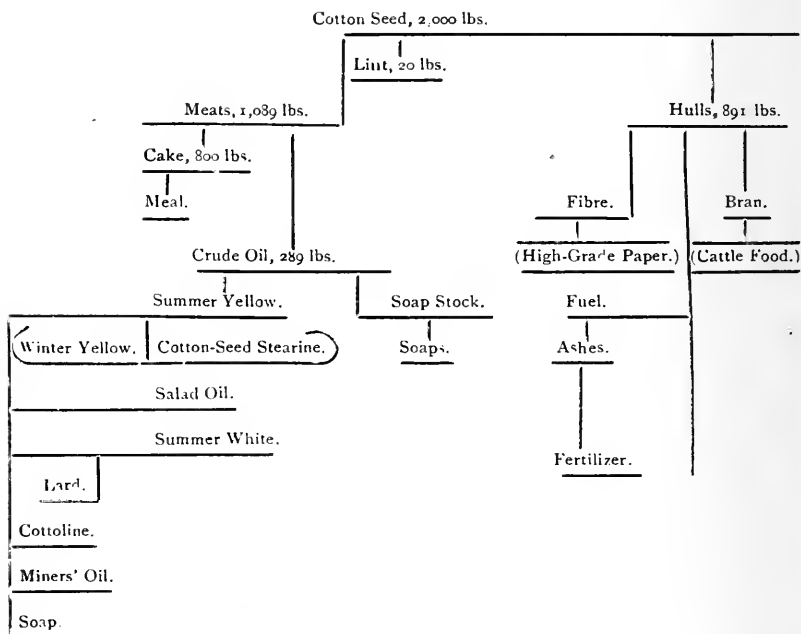 Cotton Seed, 2,000 lbs.
Lint, 20 lbs.
Meats, 1,089 lbs.
Hulls, 891 lbs.
Cake, 800 lbs.
Meal.
Fibre.
Bran.
(High-Grade Paper.)
(Cattle Food.)
Crude Oil, 289 lbs.
Summer Yellow.
Soap Stock.
Fuel.
Winter Yellow.
Cotton-Seed Stearine.
Soaps.
Ashes.
Salad Oil.
Summer White.
Fertilizer.
Lard.
Cottoline.
Miners' Oil.
Soap.